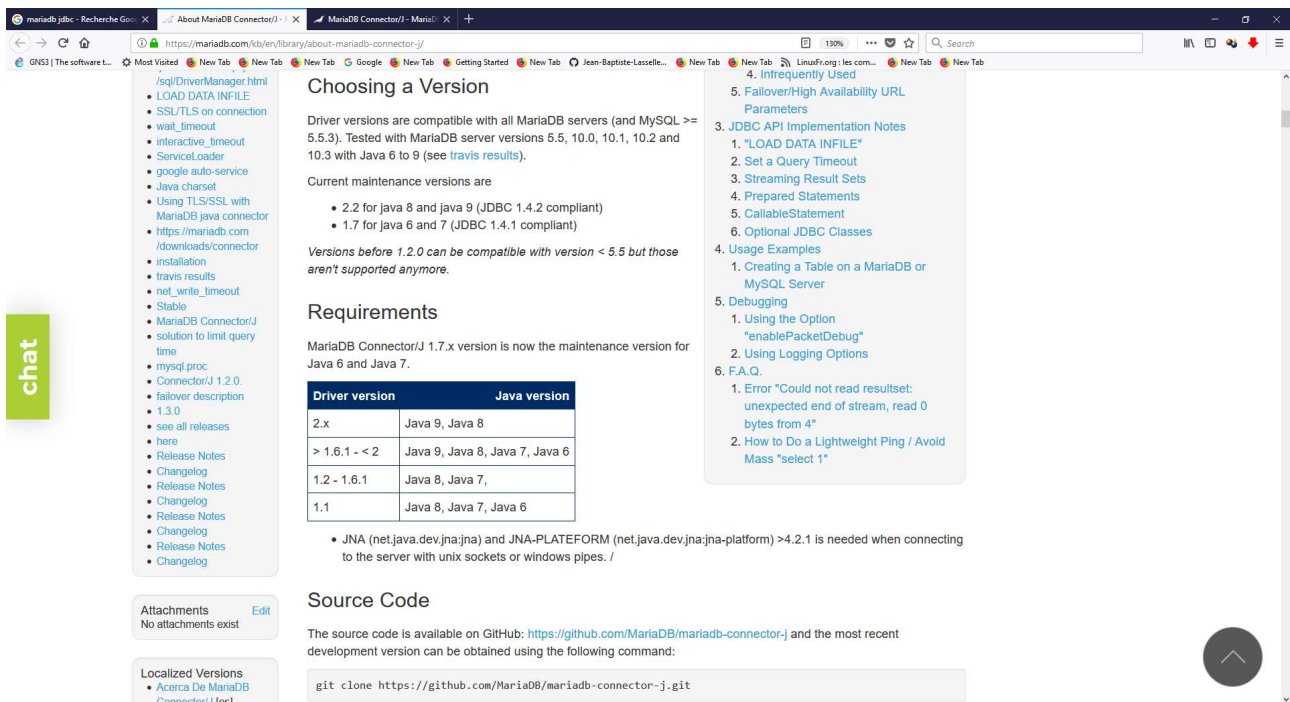 mariadb jdbc - Recherche Goo
About MariaDB Connector/J -
MariaDB Connector/J - MariaD
https://mariadb.com/kb/en/library/about-mariadb-connector-j/
130%
Search
GNS3 | The software t...
Most Visited
New Tab
New Tab
New Tab
Google
New Tab
Getting Started
New Tab
Jean-Baptiste-Lasselle...
New Tab
New Tab
LinuxFr.org : les com...
New Tab
New Tab
/sql/DriverManager.html
LOAD DATA INFILE
SSL/TLS on connection
wait_timeout
interactive_timeout
ServiceLoader
google auto-service
Java charset
Using TLS/SSL with
MariaDB java connector
https://mariadb.com
/downloads/connector
installation
travis results
net_write_timeout
Stable
MariaDB Connector/J
solution to limit query
time
mysql.proc
Connector/J 1.2.0.
failover description
1.3.0
see all releases
here
Release Notes
Changelog
Release Notes
Changelog
Release Notes
Changelog
Release Notes
Changelog
Attachments
Edit
No attachments exist
Localized Versions
Acerca De MariaDB
Connector/J [es]
chat
Choosing a Version
Driver versions are compatible with all MariaDB servers (and MySQL >=
5.5.3). Tested with MariaDB server versions 5.5, 10.0, 10.1, 10.2 and
10.3 with Java 6 to 9 (see travis results).
Current maintenance versions are
2.2 for java 8 and java 9 (JDBC 1.4.2 compliant)
1.7 for java 6 and 7 (JDBC 1.4.1 compliant)
Versions before 1.2.0 can be compatible with version < 5.5 but those
aren't supported anymore.
Requirements
MariaDB Connector/J 1.7.x version is now the maintenance version for
Java 6 and Java 7.
Driver version Java version
2.x Java 9, Java 8
> 1.6.1 - < 2 Java 9, Java 8, Java 7, Java 6
1.2 - 1.6.1 Java 8, Java 7,
1.1 Java 8, Java 7, Java 6
JNA (net.java.dev.jna:jna) and JNA-PLATEFORM (net.java.dev.jna:jna-platform) >4.2.1 is needed when connecting
to the server with unix sockets or windows pipes. /
Source Code
The source code is available on GitHub: https://github.com/MariaDB/mariadb-connector-j and the most recent
development version can be obtained using the following command:
git clone https://github.com/MariaDB/mariadb-connector-j.git
4. Infrequently Used
5. Failover/High Availability URL
Parameters
3. JDBC API Implementation Notes
1. "LOAD DATA INFILE"
2. Set a Query Timeout
3. Streaming Result Sets
4. Prepared Statements
5. CallableStatement
6. Optional JDBC Classes
4. Usage Examples
1. Creating a Table on a MariaDB or
MySQL Server
5. Debugging
1. Using the Option
"enablePacketDebug"
2. Using Logging Options
6. F.A.Q.
1. Error "Could not read resultset:
unexpected end of stream, read 0
bytes from 4"
2. How to Do a Lightweight Ping / Avoid
Mass "select 1"